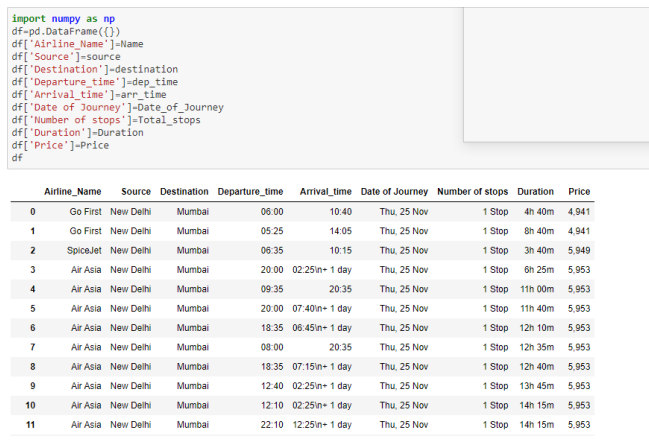 import numpy as np
df=pd.DataFrame({})
df['Airline_Name']=Name
df['Source']=source
df['Destination']=destination
df['Departure_time']=dep_time
df['Arrival_time']=arr_time
df['Date of Journey']=Date_of_Journey
df['Number of stops']=Total_stops
df['Duration']=Duration
df['Price']=Price
df
Airline_Name Source Destination Departure_time Arrival_time Date of Journey Number of stops Duration Price
0 Go First New Delhi Mumbai 06:00 10:40 Thu, 25 Nov 1 Stop 4h 40m 4,941
1 Go First New Delhi Mumbai 05:25 14:05 Thu, 25 Nov 1 Stop 8h 40m 4,941
2 SpiceJet New Delhi Mumbai 06:35 10:15 Thu, 25 Nov 1 Stop 3h 40m 5,949
3 Air Asia New Delhi Mumbai 20:00 02:25\n+ 1 day Thu, 25 Nov 1 Stop 6h 25m 5,953
4 Air Asia New Delhi Mumbai 09:35 20:35 Thu, 25 Nov 1 Stop 11h 00m 5,953
5 Air Asia New Delhi Mumbai 20:00 07:40\n+ 1 day Thu, 25 Nov 1 Stop 11h 40m 5,953
6 Air Asia New Delhi Mumbai 18:35 06:45\n+ 1 day Thu, 25 Nov 1 Stop 12h 10m 5,953
7 Air Asia New Delhi Mumbai 08:00 20:35 Thu, 25 Nov 1 Stop 12h 35m 5,953
8 Air Asia New Delhi Mumbai 18:35 07:15\n+ 1 day Thu, 25 Nov 1 Stop 12h 40m 5,953
9 Air Asia New Delhi Mumbai 12:40 02:25\n+ 1 day Thu, 25 Nov 1 Stop 13h 45m 5,953
10 Air Asia New Delhi Mumbai 12:10 02:25\n+ 1 day Thu, 25 Nov 1 Stop 14h 15m 5,953
11 Air Asia New Delhi Mumbai 22:10 12:25\n+ 1 day Thu, 25 Nov 1 Stop 14h 15m 5,953